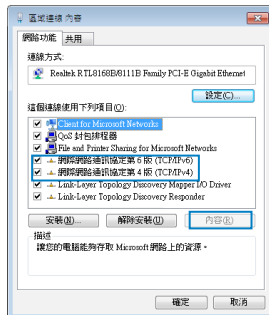 區域連線 內容
網路功能 共用
連線方式:
Realtek RTL8168B/8111B Family PCI-E Gigabit Ethernet
設定(C)...
這個連線使用下列項目(O):
Client for Microsoft Networks
QoS 封包排程器
File and Printer Sharing for Microsoft Networks
網際網路通訊協定第 6 版 (TCP/IPv6)
網際網路通訊協定第 4 版 (TCP/IPv4)
Link-Layer Topology Discovery Mapper I/O Driver
Link-Layer Topology Discovery Responder
安裝(N)... 解除安裝(U) 內容(R)
描述
讓您的電腦能夠存取 Microsoft 網路上的資源。
確定 取消